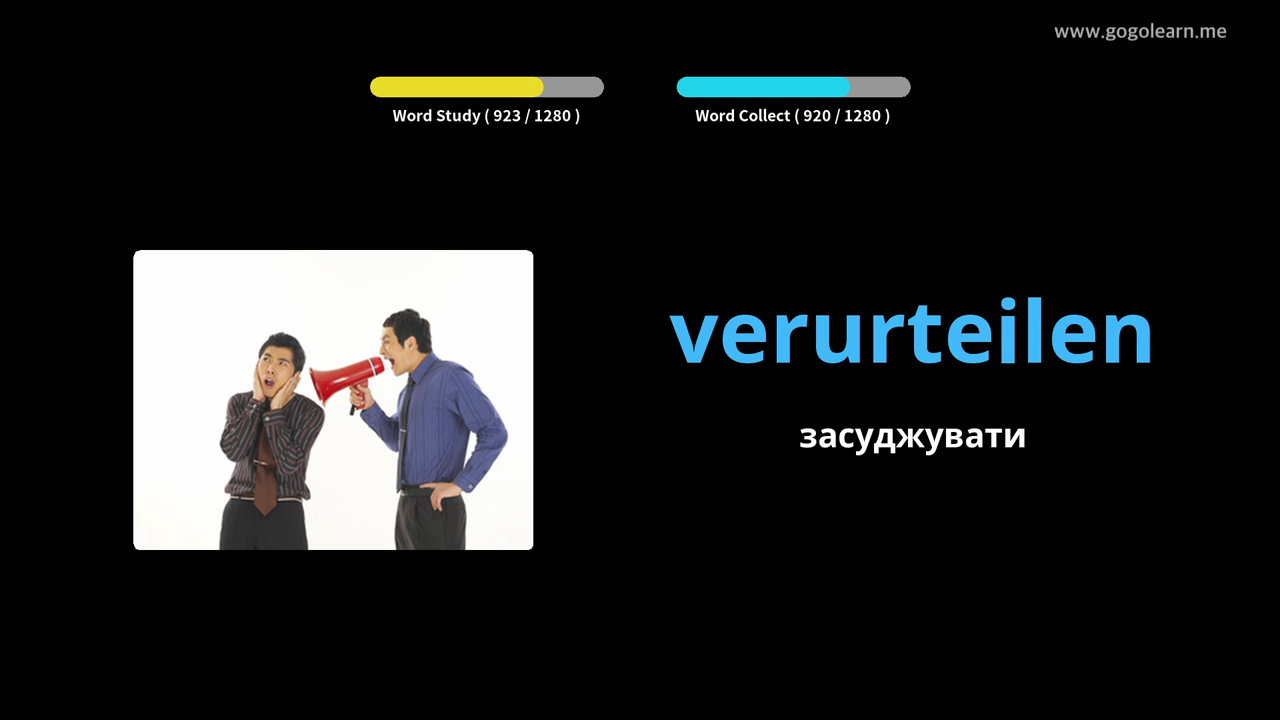 www.gogolearn.me
Word Study ( 923 / 1280 )
Word Collect ( 920 / 1280 )
verurteilen
засуджувати